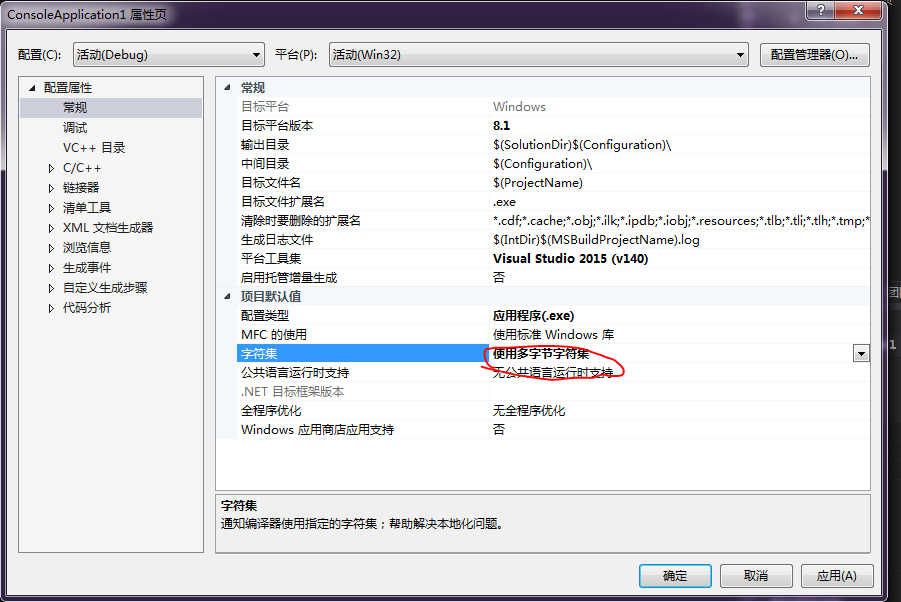 ConsoleApplication1 属性页
配置(C): 活动(Debug) 平台(P): 活动(Win32) 配置管理器(O)...
配置属性
常规
调试
VC++ 目录
C/C++
链接器
清单工具
XML 文档生成器
浏览信息
生成事件
自定义生成步骤
代码分析
常规
目标平台 Windows
目标平台版本 8.1
输出目录 $(SolutionDir)$(Configuration)\
中间目录 $(Configuration)\
目标文件名 $(ProjectName)
目标文件扩展名 .exe
清除时要删除的扩展名 *.cdf;*.cache;*.obj;*.ilk;*.ipdb;*.iobj;*.resources;*.tlb;*.tli;*.tlh;*.tmp;*
生成日志文件 $(IntDir)$(MSBuildProjectName).log
平台工具集 Visual Studio 2015 (v140)
启用托管增量生成 否
项目默认值
配置类型 应用程序(.exe)
MFC 的使用 使用标准 Windows 库
字符集 使用多字节字符集
公共语言运行时支持 无公共语言运行时支持
.NET 目标框架版本
全程序优化 无全程序优化
Windows 应用商店应用支持 否
字符集
通知编译器使用指定的字符集；帮助解决本地化问题。
确定 取消 应用(A)